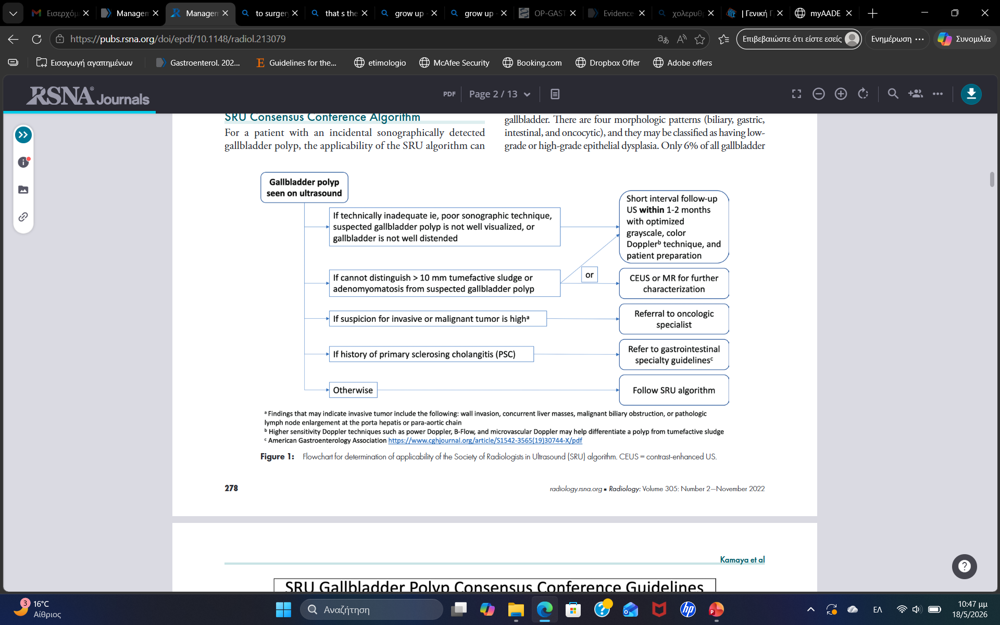 Εισερχόμ
Managem
Managem
to surgery
that s the
grow up -
grow up -
OP-GAST
Evidence
χολερυθρ
| Γενική Γ
myAADE
https://pubs.rsna.org/doi/epdf/10.1148/radiol.213079
Επιβεβαιώστε ότι είστε εσείς
Ενημέρωση
Συνομιλία
Εισαγωγή αγαπημένων
Gastroenterol. 202...
Guidelines for the...
etimologio
McAfee Security
Booking.com
Dropbox Offer
Adobe offers
RSNA® Journals
PDF
Page 2 / 13
SRU Consensus Conference Algorithm
For a patient with an incidental sonographically detected
gallbladder polyp, the applicability of the SRU algorithm can
gallbladder. There are four morphologic patterns (biliary, gastric,
intestinal, and oncocytic), and they may be classified as having low-
grade or high-grade epithelial dysplasia. Only 6% of all gallbladder
Gallbladder polyp
seen on ultrasound
If technically inadequate ie, poor sonographic technique,
suspected gallbladder polyp is not well visualized, or
gallbladder is not well distended
Short interval follow-up
US within 1-2 months
with optimized
grayscale, color
Dopplerᵇ technique, and
patient preparation
If cannot distinguish > 10 mm tumefactive sludge or
adenomyomatosis from suspected gallbladder polyp
or
CEUS or MR for further
characterization
If suspicion for invasive or malignant tumor is highᵃ
Referral to oncologic
specialist
If history of primary sclerosing cholangitis (PSC)
Refer to gastrointestinal
specialty guidelinesᶜ
Otherwise
Follow SRU algorithm
ᵃ Findings that may indicate invasive tumor include the following: wall invasion, concurrent liver masses, malignant biliary obstruction, or pathologic
lymph node enlargement at the porta hepatis or para-aortic chain
ᵇ Higher sensitivity Doppler techniques such as power Doppler, B-Flow, and microvascular Doppler may help differentiate a polyp from tumefactive sludge
ᶜ American Gastroenterology Association https://www.cghjournal.org/article/S1542-3565(19)30744-X/pdf
Figure 1: Flowchart for determination of applicability of the Society of Radiologists in Ultrasound (SRU) algorithm. CEUS = contrast-enhanced US.
278
radiology.rsna.org ▪ Radiology: Volume 305: Number 2—November 2022
Kamaya et al
SRU Gallbladder Polyp Consensus Conference Guidelines
3
16°C
Αίθριος
Αναζήτηση
ΕΛ
10:47 μμ
18/5/2026